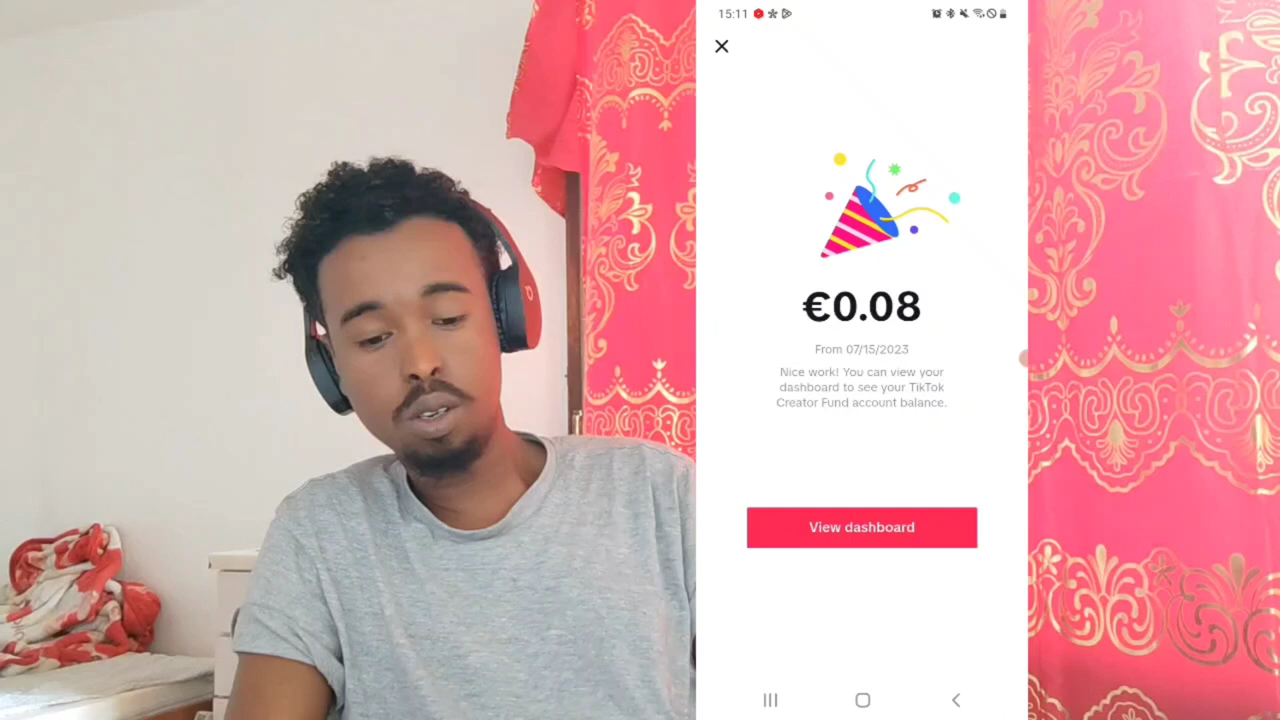 15:11
€0.08
From 07/15/2023
Nice work! You can view your
dashboard to see your TikTok
Creator Fund account balance.
View dashboard